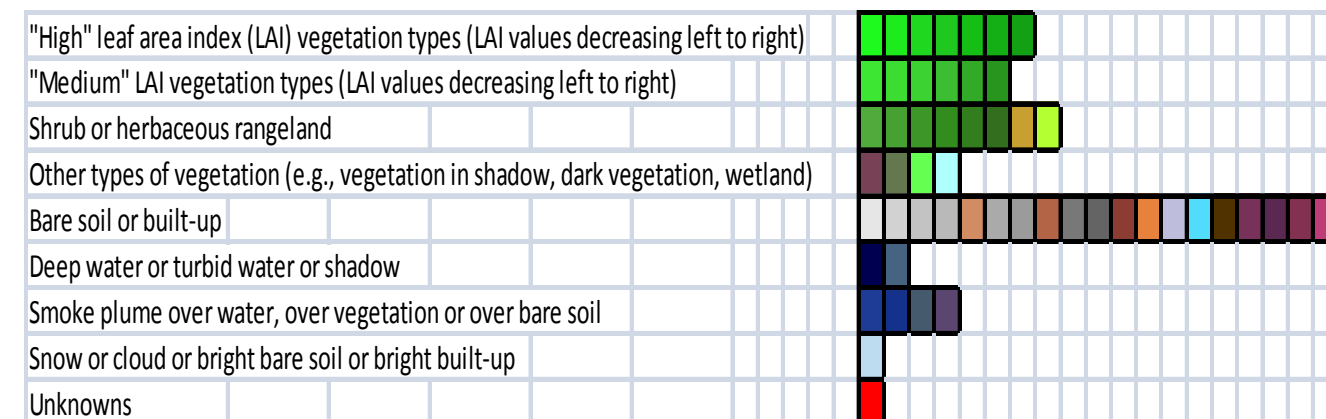 "High" leaf area index (LAI) vegetation types (LAI values decreasing left to right)
"Medium" LAI vegetation types (LAI values decreasing left to right)
Shrub or herbaceous rangeland
Other types of vegetation (e.g., vegetation in shadow, dark vegetation, wetland)
Bare soil or built-up
Deep water or turbid water or shadow
Smoke plume over water, over vegetation or over bare soil
Snow or cloud or bright bare soil or bright built-up
Unknowns